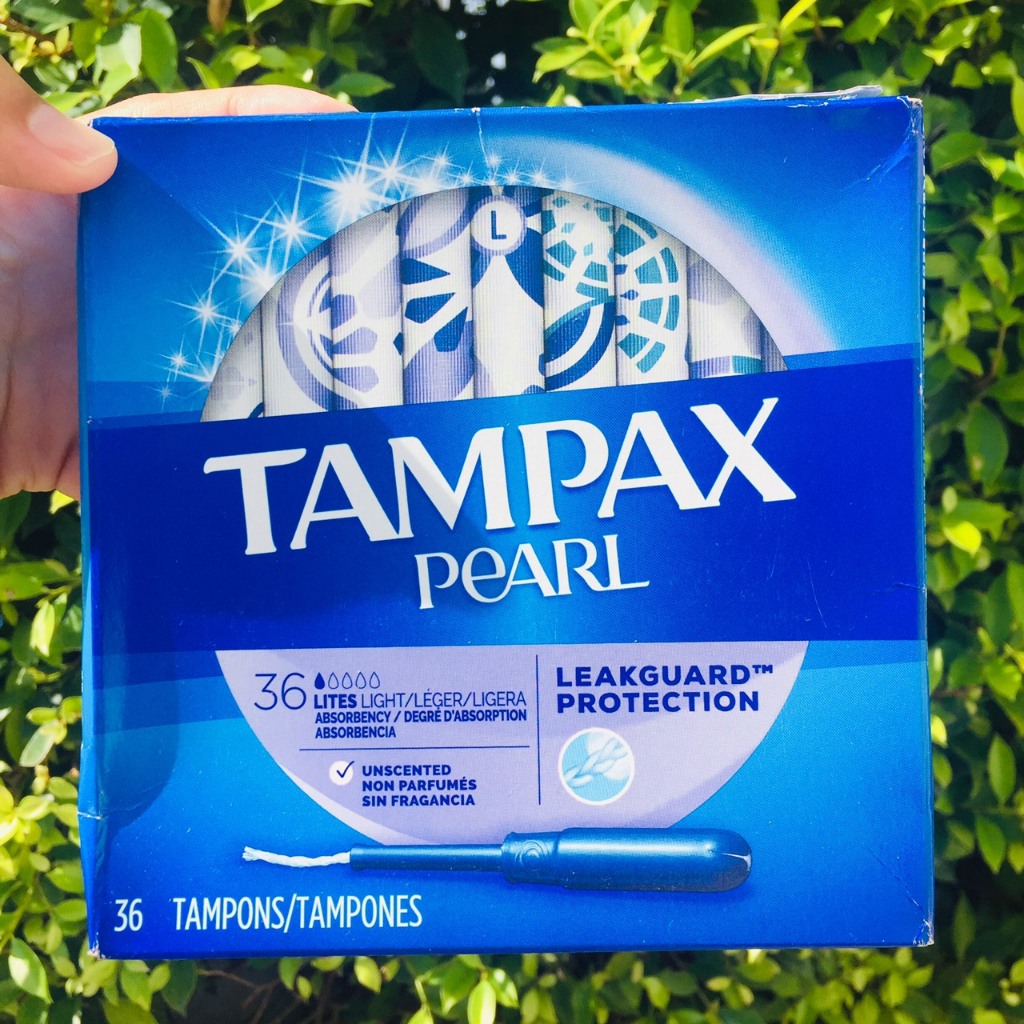 L
TAMPAX
PEARL
36
LITES LIGHT/LÉGER/LIGERA
ABSORBENCY / DEGRÉ D'ABSORPTION
ABSORBENCIA
UNSCENTED
NON PARFUMÉS
SIN FRAGANCIA
LEAKGUARD™
PROTECTION
36 TAMPONS/TAMPONES